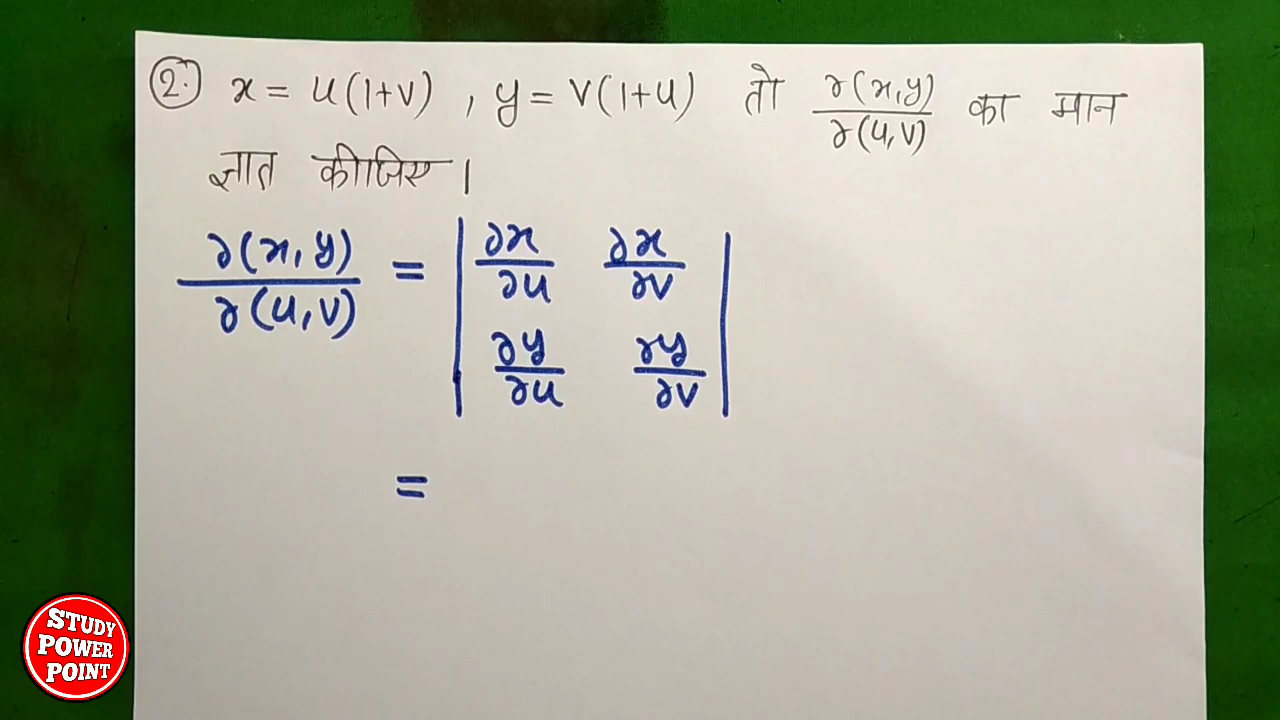 2. x = u(1+v) , y = v(1+u) तो ∂(x,y)/∂(u,v) का मान
ज्ञात कीजिए ।
∂(x,y)/∂(u,v) = | ∂x/∂u ∂x/∂v |
| ∂y/∂u ∂y/∂v |
=
STUDY
POWER
POINT